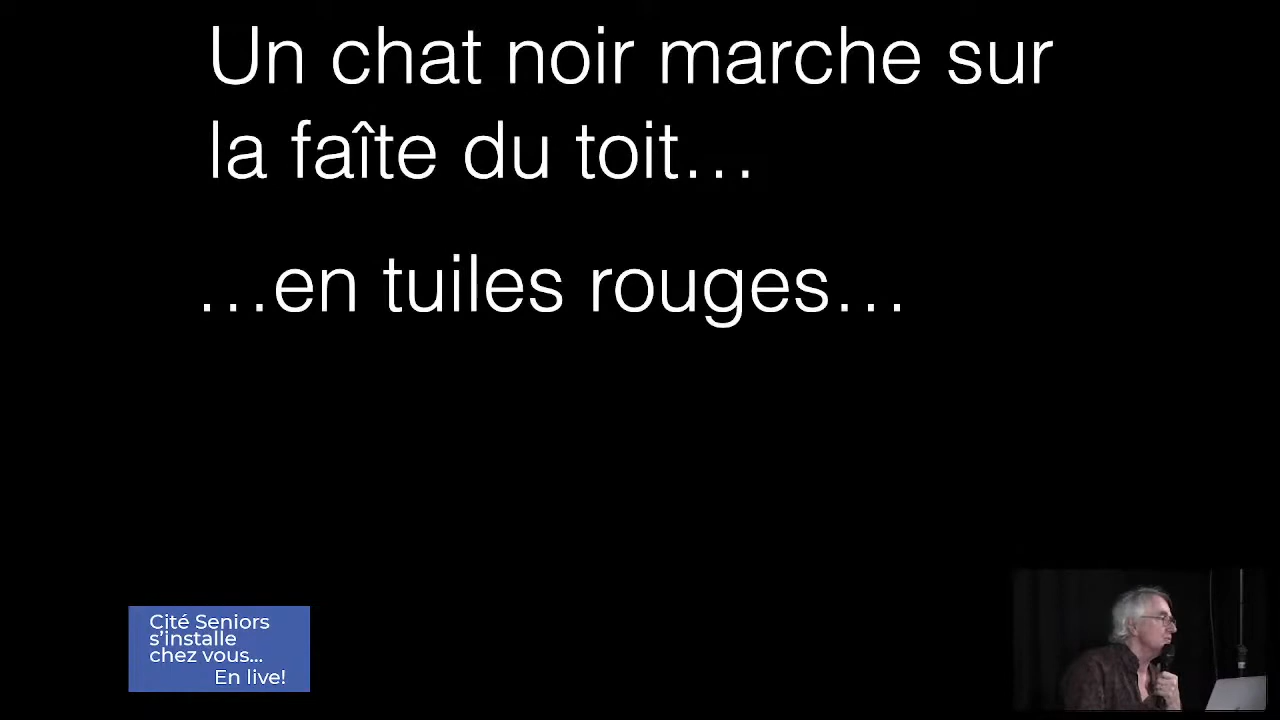 Un chat noir marche sur
la faîte du toit…
…en tuiles rouges…
Cité Seniors
s’installe
chez vous…
En live!